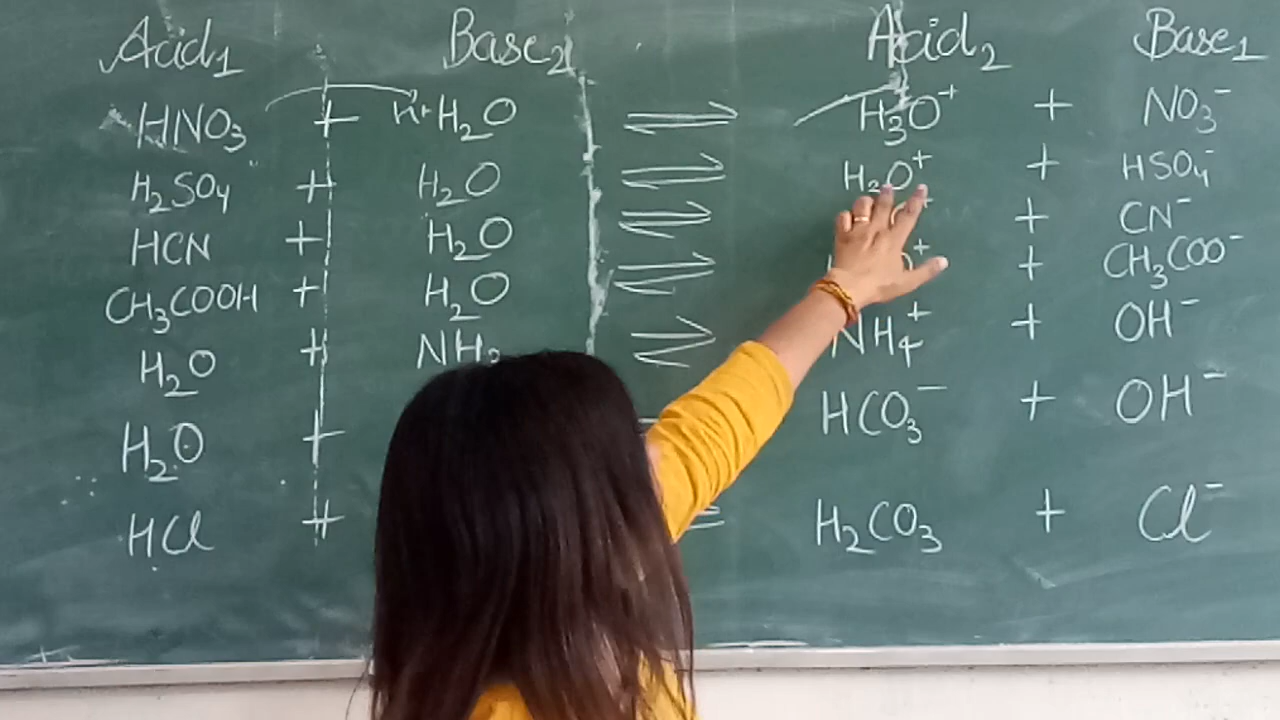 Acid₁ Base₂ Acid₂ Base₁
HNO₃ + H⁺ H₂O ⇌ H₃O⁺ + NO₃⁻
H₂SO₄ + H₂O ⇌ H₃O⁺ + HSO₄⁻
HCN + H₂O ⇌ + CN⁻
CH₃COOH + H₂O ⇌ + CH₃COO⁻
H₂O + NH₃ ⇌ NH₄⁺ + OH⁻
H₂O + HCO₃⁻ + OH⁻
HCl + H₂CO₃ + Cl⁻